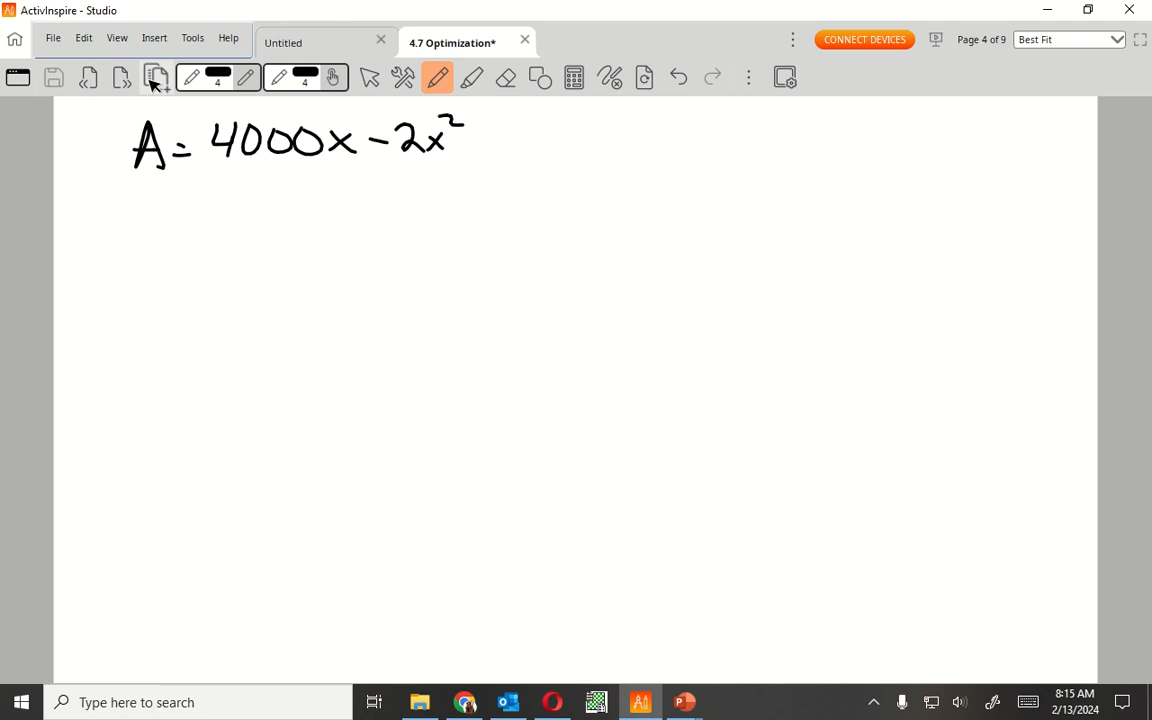 ActivInspire - Studio
File Edit View Insert Tools Help
Untitled
4.7 Optimization*
CONNECT DEVICES
Page 4 of 9
Best Fit
4 4
A = 4000x - 2x²
Type here to search
8:15 AM
2/13/2024